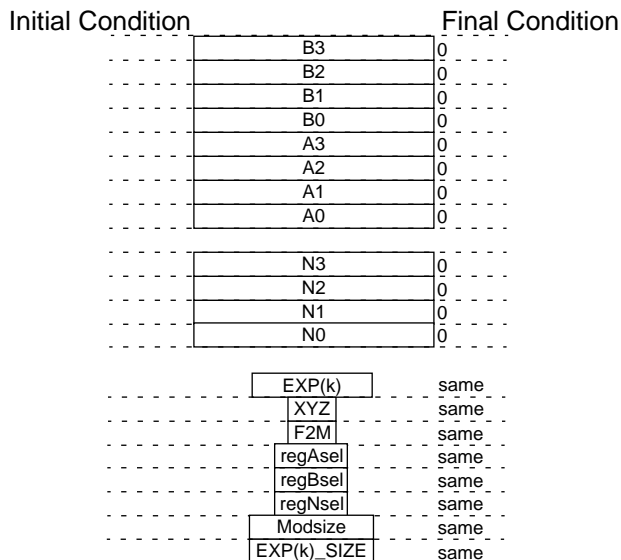 Initial Condition Final Condition
B3 0
B2 0
B1 0
B0 0
A3 0
A2 0
A1 0
A0 0
N3 0
N2 0
N1 0
N0 0
EXP(k) same
XYZ same
F2M same
regAsel same
regBsel same
regNsel same
Modsize same
EXP(k)_SIZE same